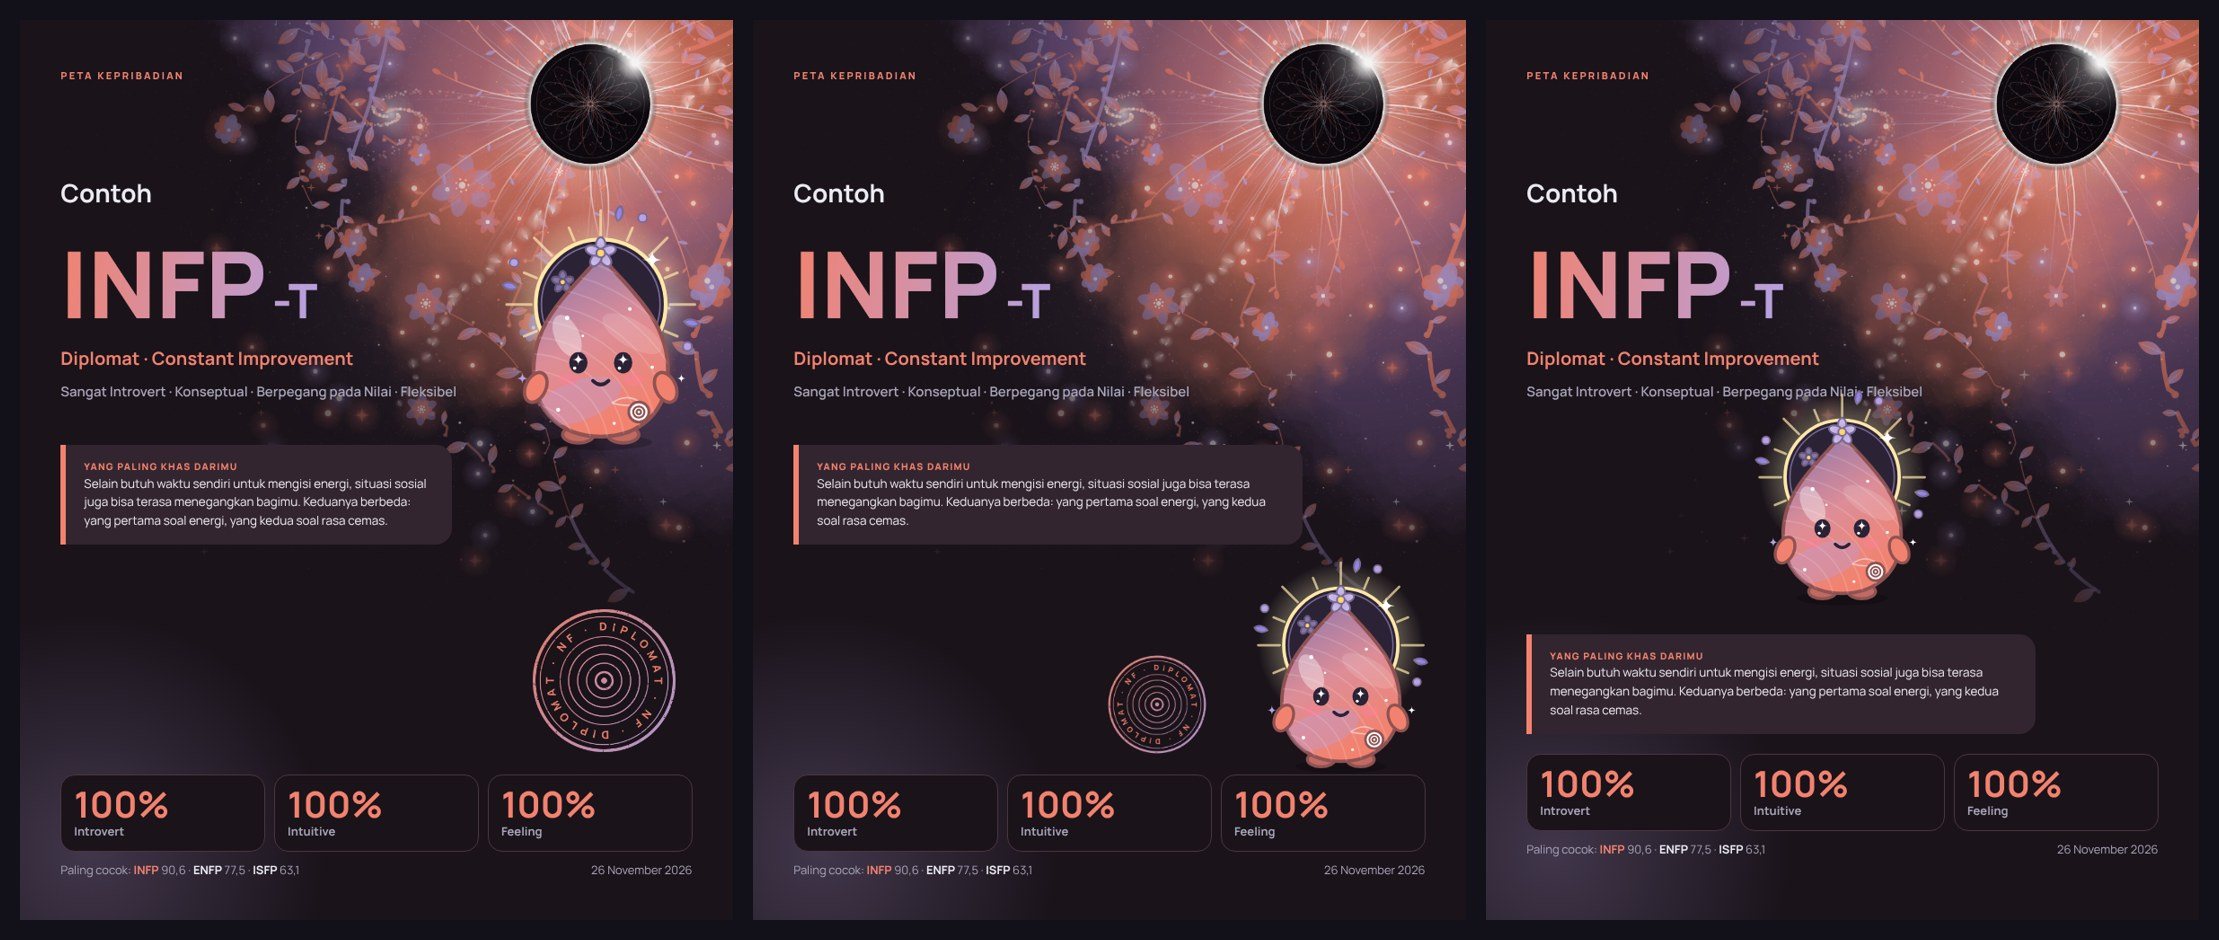 PETA KEPRIBADIAN
Contoh
INFP -T
Diplomat · Constant Improvement
Sangat Introvert · Konseptual · Berpegang pada Nilai · Fleksibel
YANG PALING KHAS DARIMU
Selain butuh waktu sendiri untuk mengisi energi, situasi sosial
juga bisa terasa menegangkan bagimu. Keduanya berbeda:
yang pertama soal energi, yang kedua soal rasa cemas.
NF · DIPLOMAT · NF · DIPLOMAT ·
100%
Introvert
100%
Intuitive
100%
Feeling
Paling cocok: INFP 90,6 · ENFP 77,5 · ISFP 63,1
26 November 2026
PETA KEPRIBADIAN
Contoh
INFP -T
Diplomat · Constant Improvement
Sangat Introvert · Konseptual · Berpegang pada Nilai · Fleksibel
YANG PALING KHAS DARIMU
Selain butuh waktu sendiri untuk mengisi energi, situasi sosial juga bisa terasa
menegangkan bagimu. Keduanya berbeda: yang pertama soal energi, yang kedua
soal rasa cemas.
NF · DIPLOMAT · NF · DIPLOMAT ·
100%
Introvert
100%
Intuitive
100%
Feeling
Paling cocok: INFP 90,6 · ENFP 77,5 · ISFP 63,1
26 November 2026
PETA KEPRIBADIAN
Contoh
INFP -T
Diplomat · Constant Improvement
Sangat Introvert · Konseptual · Berpegang pada Nilai · Fleksibel
YANG PALING KHAS DARIMU
Selain butuh waktu sendiri untuk mengisi energi, situasi sosial juga bisa terasa
menegangkan bagimu. Keduanya berbeda: yang pertama soal energi, yang kedua
soal rasa cemas.
100%
Introvert
100%
Intuitive
100%
Feeling
Paling cocok: INFP 90,6 · ENFP 77,5 · ISFP 63,1
26 November 2026